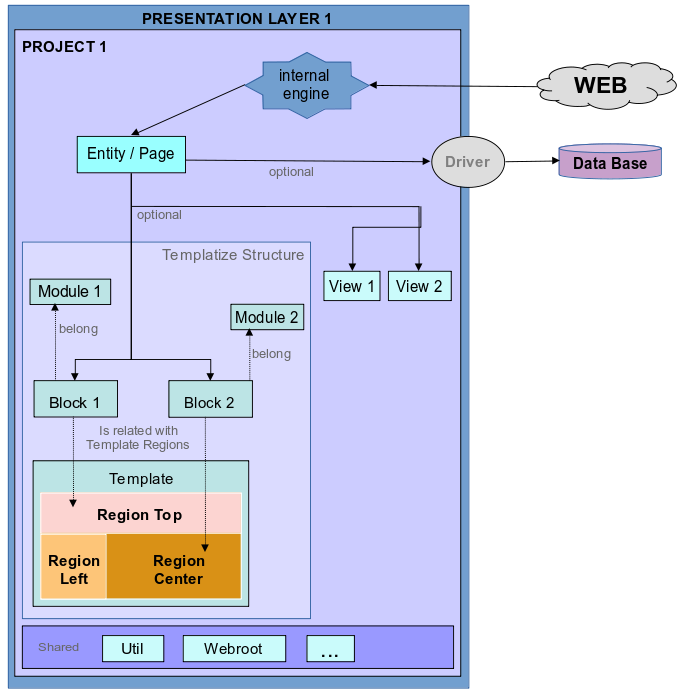 PRESENTATION LAYER 1
PROJECT 1
internal
engine
WEB
Entity / Page
optional
Driver
Data Base
optional
Templatize Structure
Module 1
View 1
View 2
Module 2
belong
belong
Block 1
Block 2
Is related with
Template Regions
Template
Region Top
Region
Left
Region
Center
Shared
Util
Webroot
...